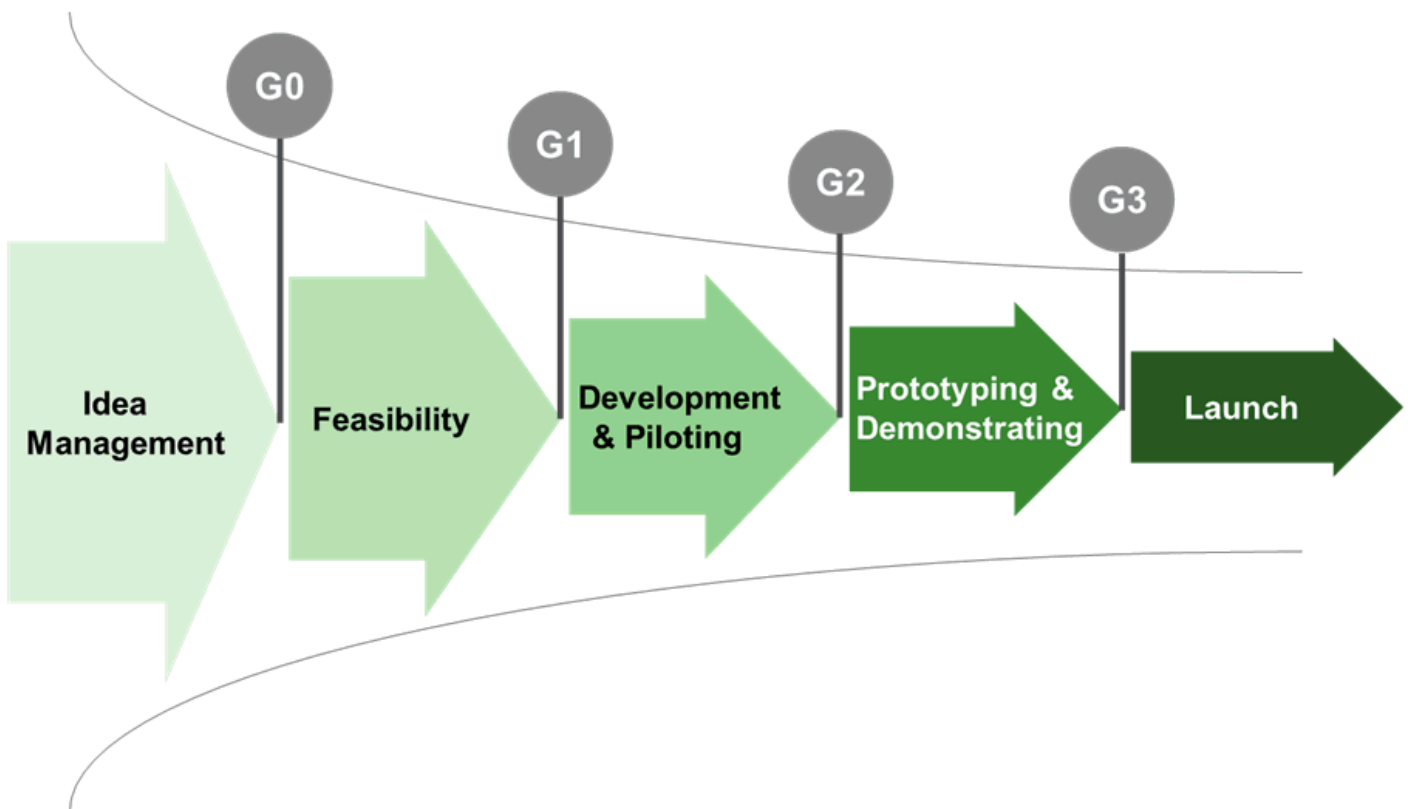 G0
G1
G2
G3
Idea
Management
Feasibility
Development
& Piloting
Prototyping &
Demonstrating
Launch